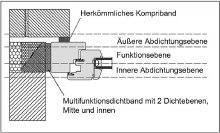 Herkömmliches Kompriband
Äußere Abdichtungsebene
Funktionsebene
Innere Abdichtungsebene
Multifunktionsdichtband mit 2 Dichtebenen,
Mitte und innen